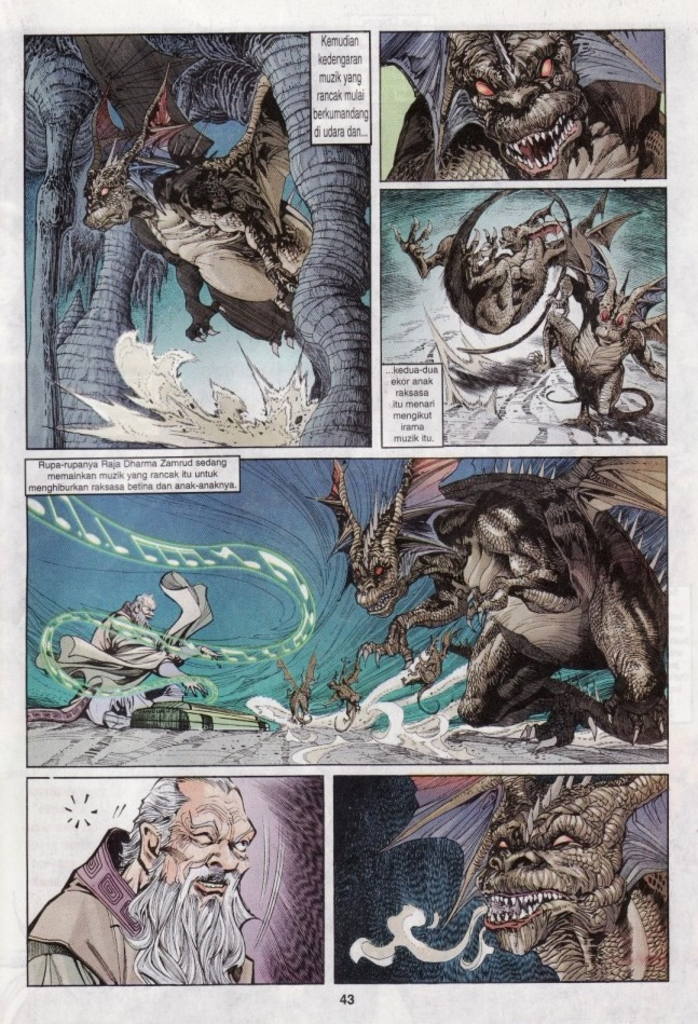 Kemudian
kedengaran
muzik yang
rancak mulai
berkumandang
di udara dan...
...kedua-dua
ekor anak
raksasa
itu menari
mengikut
irama
muzik itu.
Rupa-rupanya Raja Dharma Zamrud sedang
memainkan muzik yang rancak itu untuk
menghiburkan raksasa betina dan anak-anaknya.
43